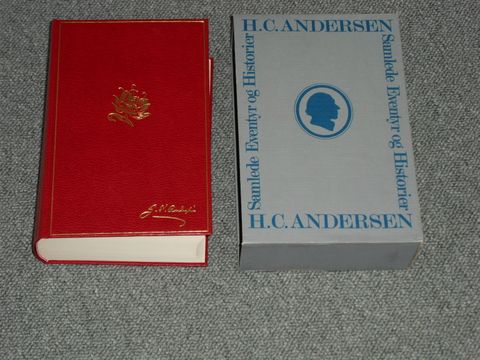 H.C. ANDERSEN
Samlede Eventyr og Historier
Samlede Eventyr og Historier
H.C. ANDERSEN